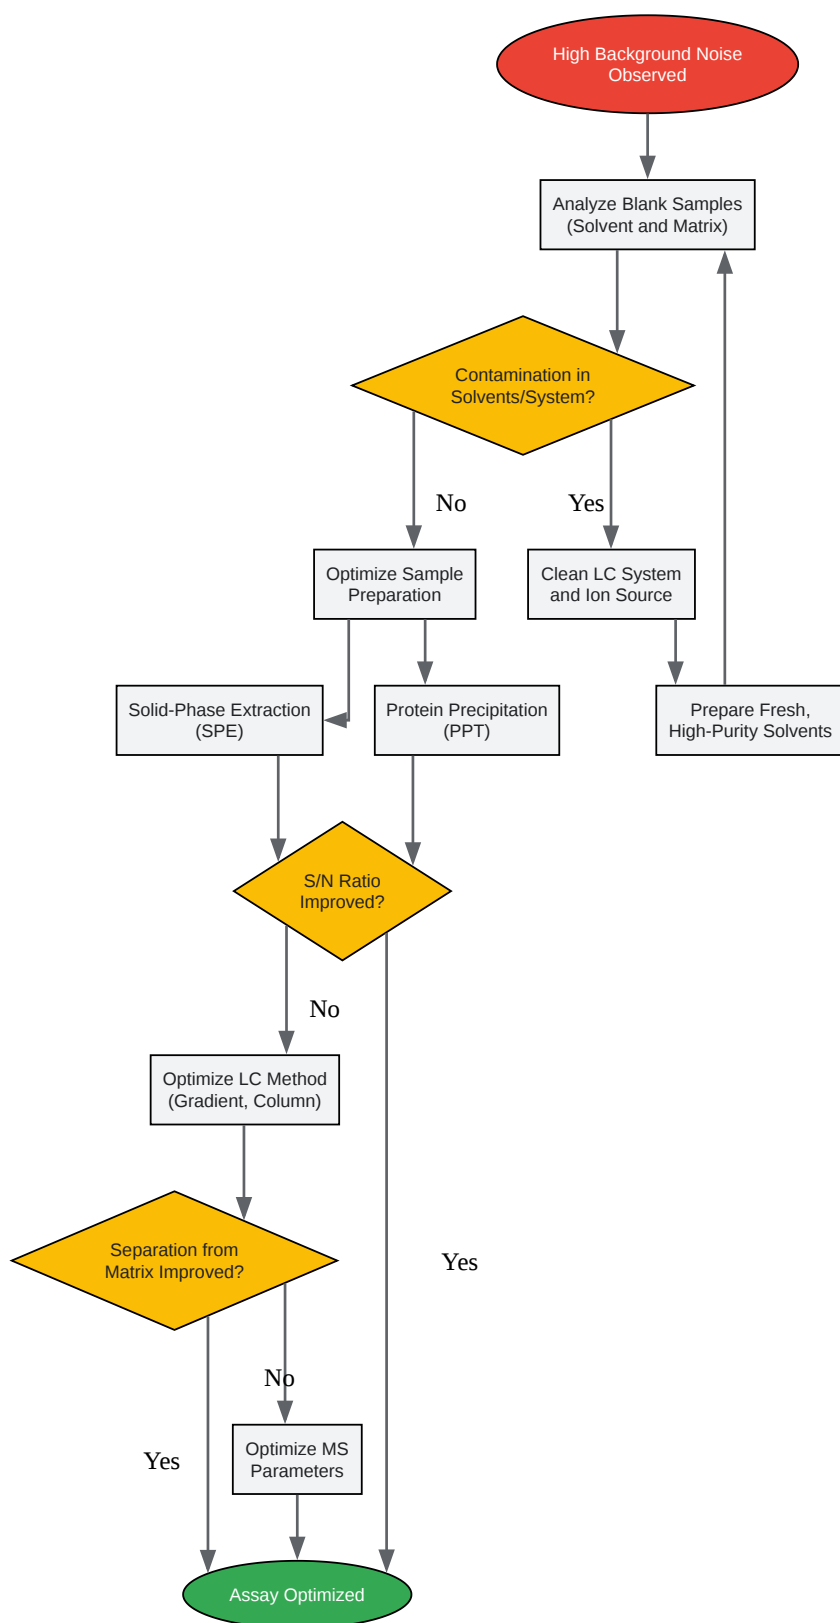 High Background Noise
Observed
Analyze Blank Samples
(Solvent and Matrix)
Contamination in
Solvents/System?
No
Yes
Optimize Sample
Preparation
Clean LC System
and Ion Source
Solid-Phase Extraction
(SPE)
Protein Precipitation
(PPT)
Prepare Fresh,
High-Purity Solvents
S/N Ratio
Improved?
No
Optimize LC Method
(Gradient, Column)
Separation from
Matrix Improved?
Yes
No
Yes
Optimize MS
Parameters
Assay Optimized